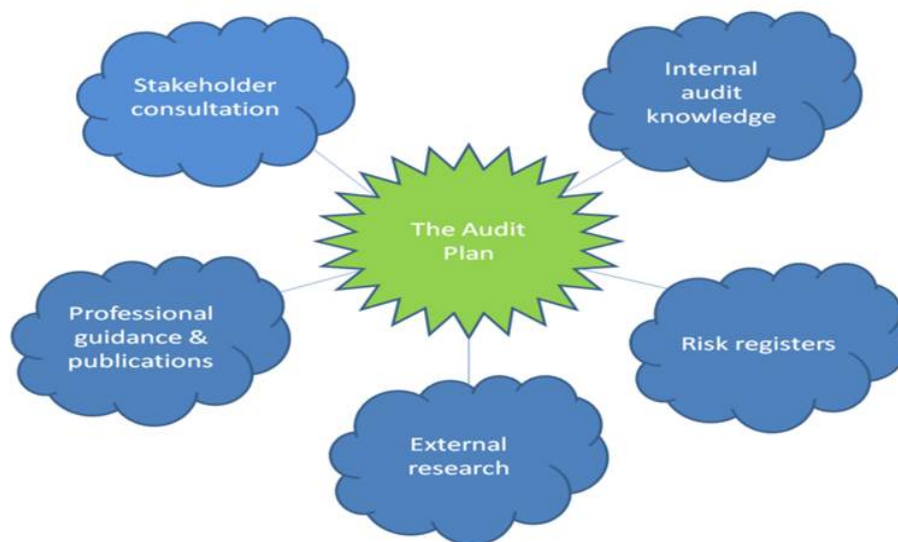 Stakeholder
consultation
Internal
audit
knowledge
The Audit
Plan
Professional
guidance &
publications
Risk registers
External
research